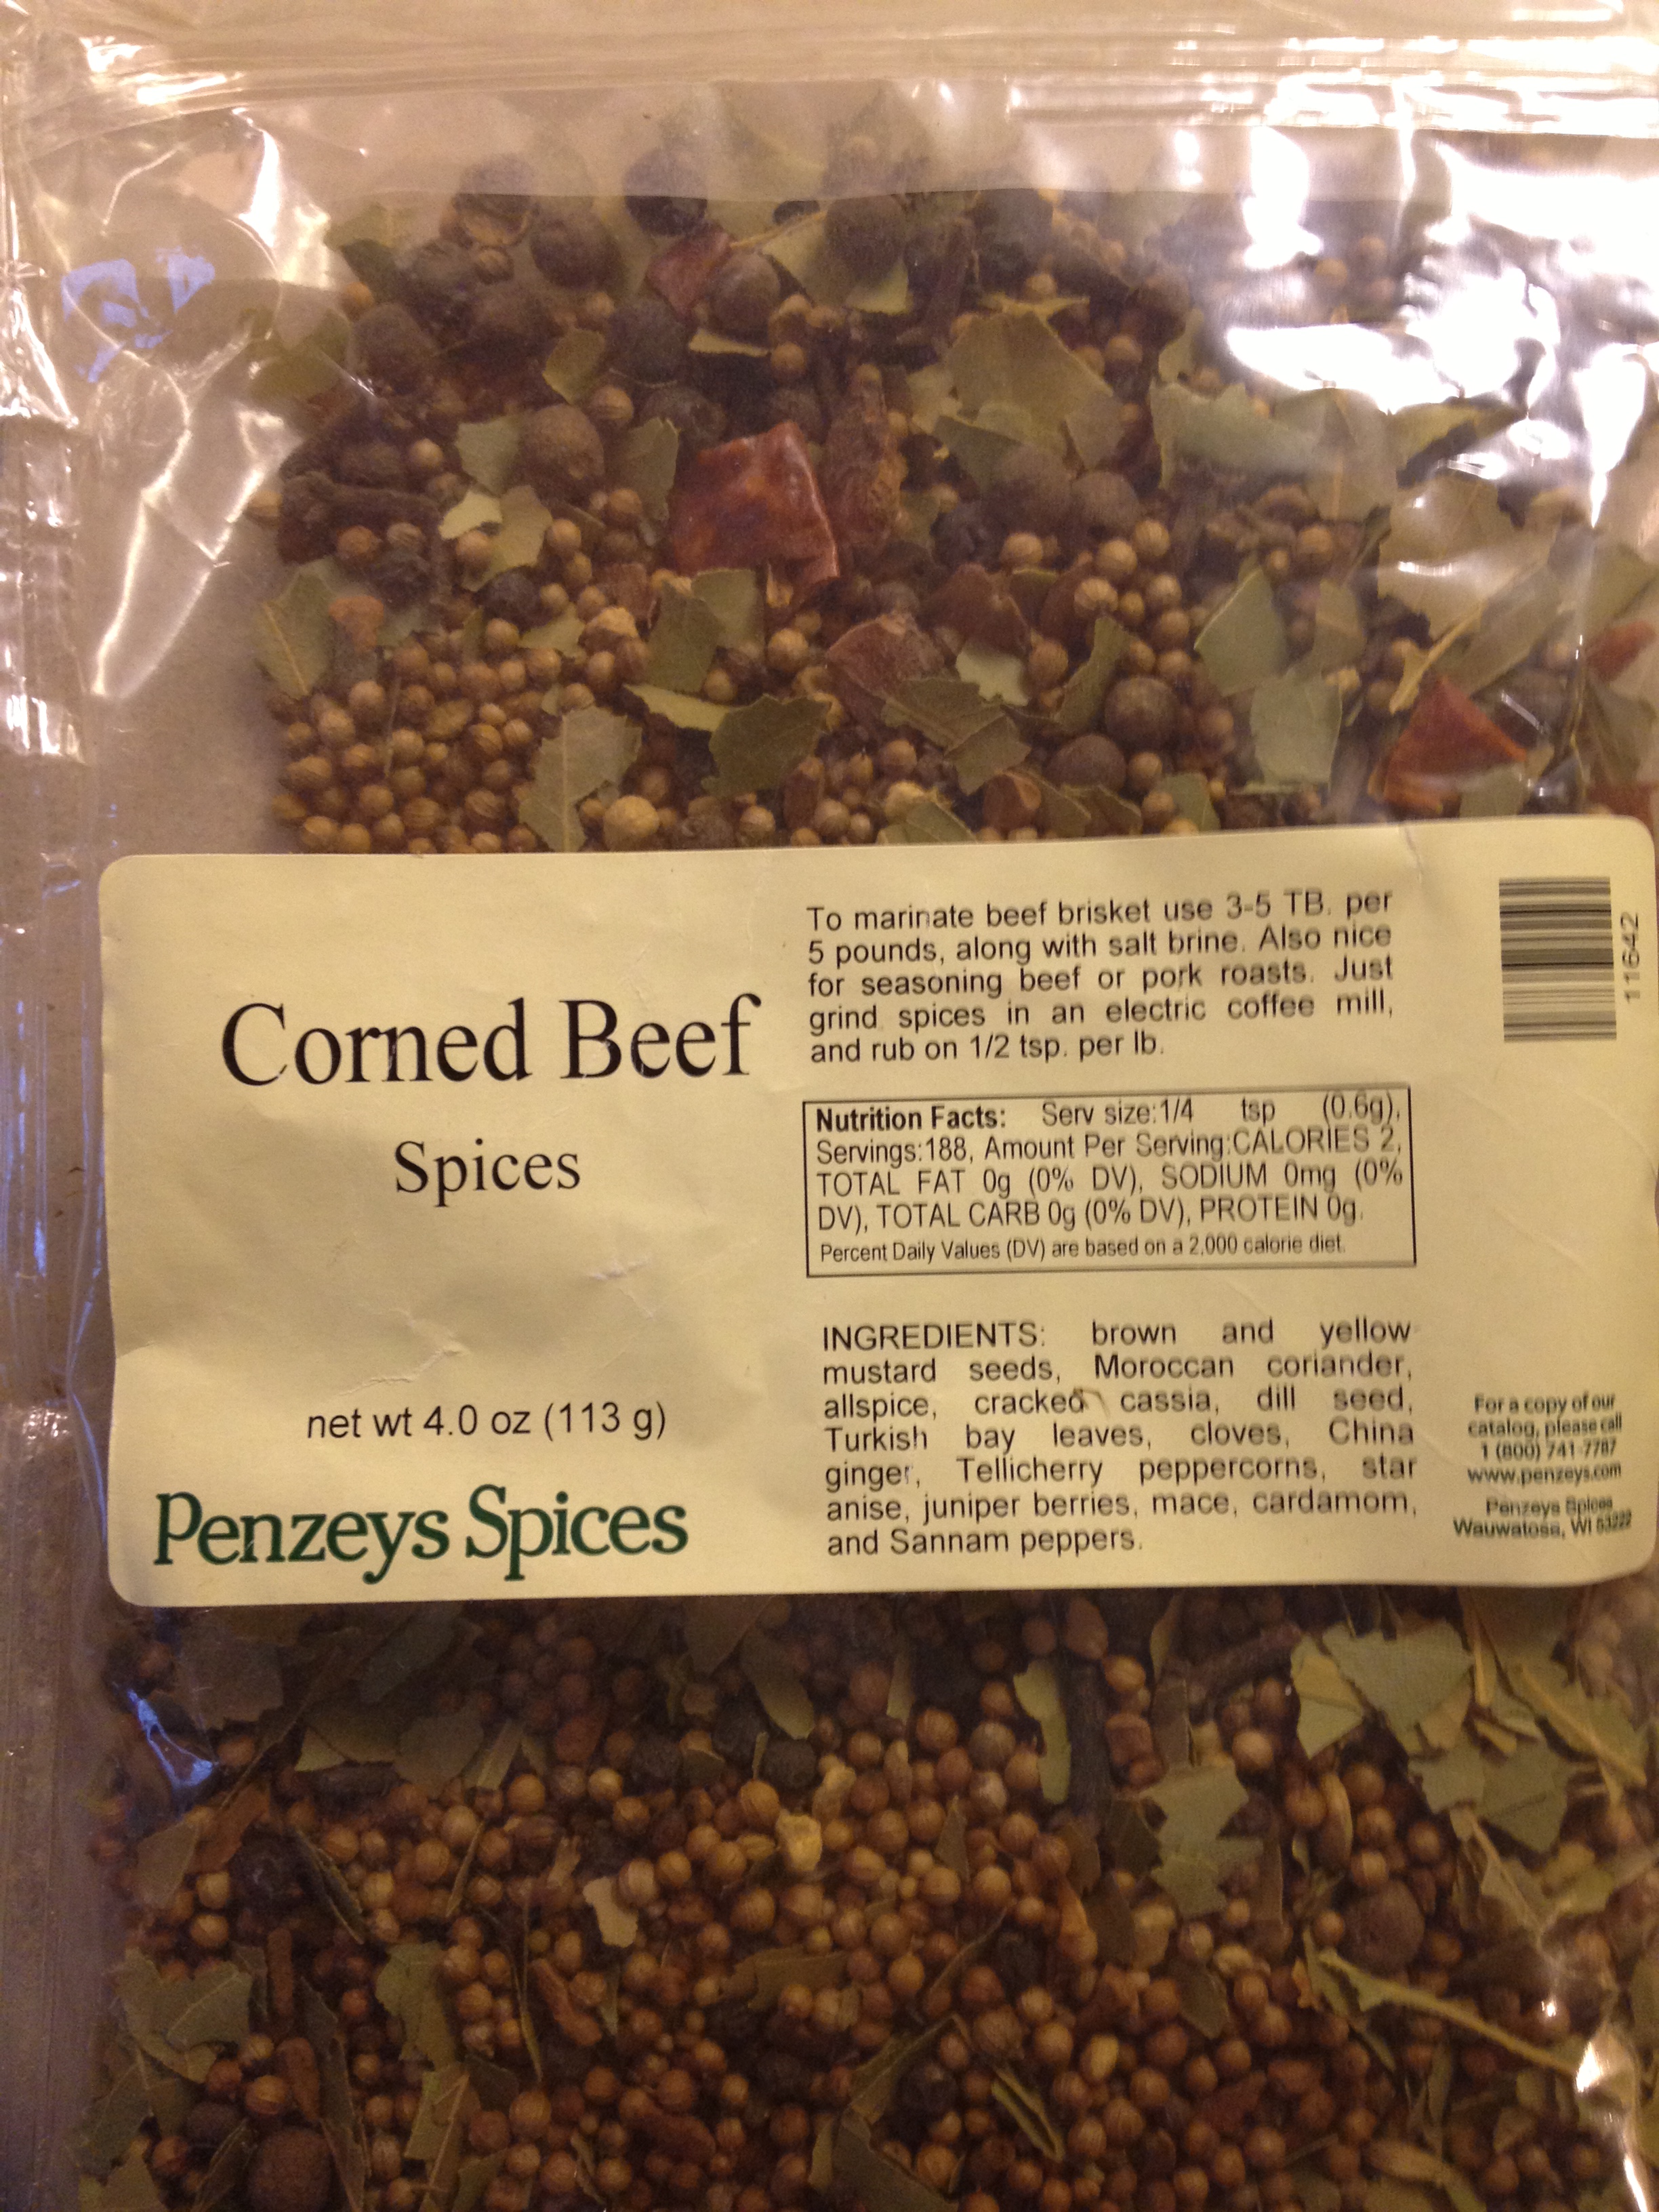 Corned Beef
Spices
net wt 4.0 oz (113 g)
Penzeys Spices
To marinate beef brisket use 3-5 TB. per
5 pounds, along with salt brine. Also nice
for seasoning beef or pork roasts. Just
grind spices in an electric coffee mill,
and rub on 1/2 tsp. per lb.
Nutrition Facts: Serv size:1/4 tsp (0.6g),
Servings:188, Amount Per Serving:CALORIES 2,
TOTAL FAT 0g (0% DV), SODIUM 0mg (0%
DV), TOTAL CARB 0g (0% DV), PROTEIN 0g.
Percent Daily Values (DV) are based on a 2,000 calorie diet.
INGREDIENTS: brown and yellow
mustard seeds, Moroccan coriander,
allspice, cracked cassia, dill seed,
Turkish bay leaves, cloves, China
ginger, Tellicherry peppercorns, star
anise, juniper berries, mace, cardamom,
and Sannam peppers.
11642
For a copy of our
catalog, please call
1 (800) 741-7787
www.penzeys.com
Penzeys Spices
Wauwatosa, WI 53222